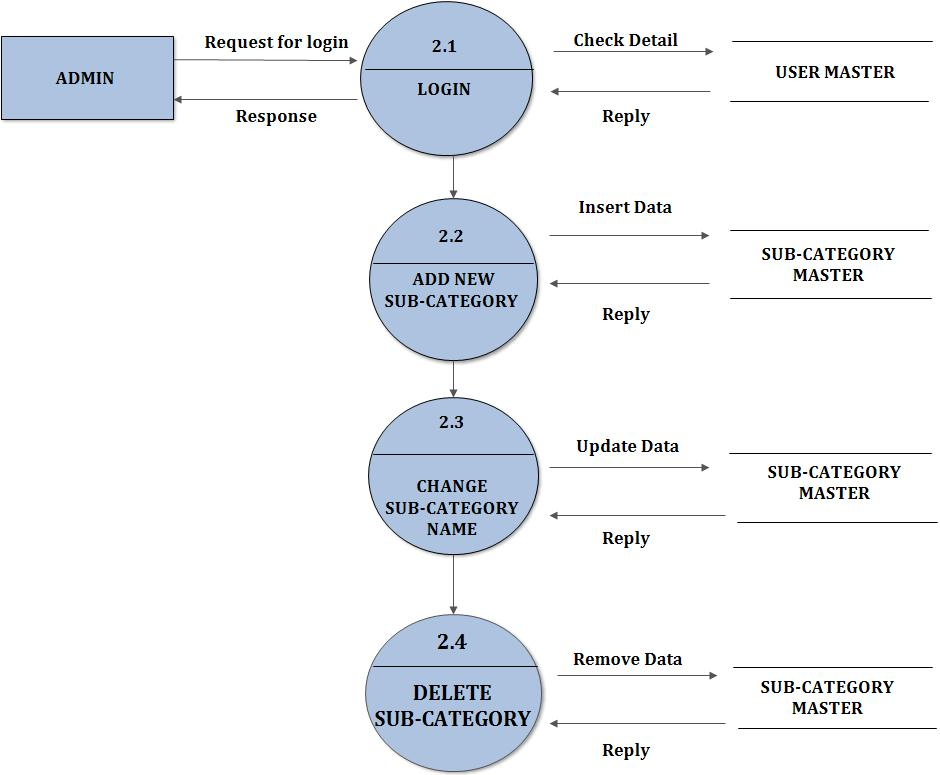 Request for login
2.1
Check Detail
ADMIN
LOGIN
USER MASTER
Response
Reply
2.2
Insert Data
ADD NEW
SUB-CATEGORY
SUB-CATEGORY
MASTER
Reply
2.3
Update Data
CHANGE
SUB-CATEGORY
NAME
SUB-CATEGORY
MASTER
Reply
2.4
Remove Data
DELETE
SUB-CATEGORY
SUB-CATEGORY
MASTER
Reply